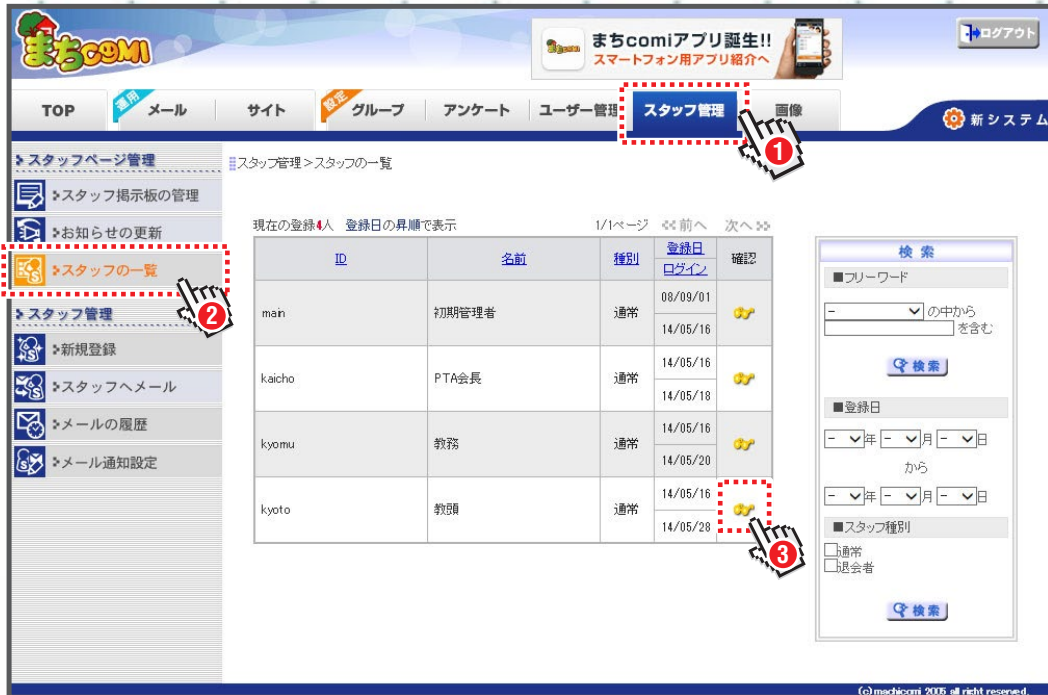 まちcomi
まちcomiアプリ誕生!!
スマートフォン用アプリ紹介へ
ログアウト
TOP
運用
メール
サイト
設定
グループ
アンケート
ユーザー管理
スタッフ管理
画像
新システム
1
スタッフページ管理
スタッフ掲示板の管理
お知らせの更新
スタッフの一覧
2
スタッフ管理
新規登録
スタッフへメール
メールの履歴
メール通知設定
スタッフ管理>スタッフの一覧
現在の登録4人 登録日の昇順で表示 1/1ページ <<前へ 次へ>>
ID 名前 種別 登録日 確認
ログイン
main 初期管理者 通常 08/09/01
14/05/16
kaicho PTA会長 通常 14/05/16
14/05/18
kyomu 教務 通常 14/05/16
14/05/20
kyoto 教頭 通常 14/05/16
14/05/28
3
検索
■フリーワード
- の中から
を含む
検索
■登録日
- 年 - 月 - 日
から
- 年 - 月 - 日
■スタッフ種別
通常
退会者
検索
(c)machicomi 2005 all right reserved.